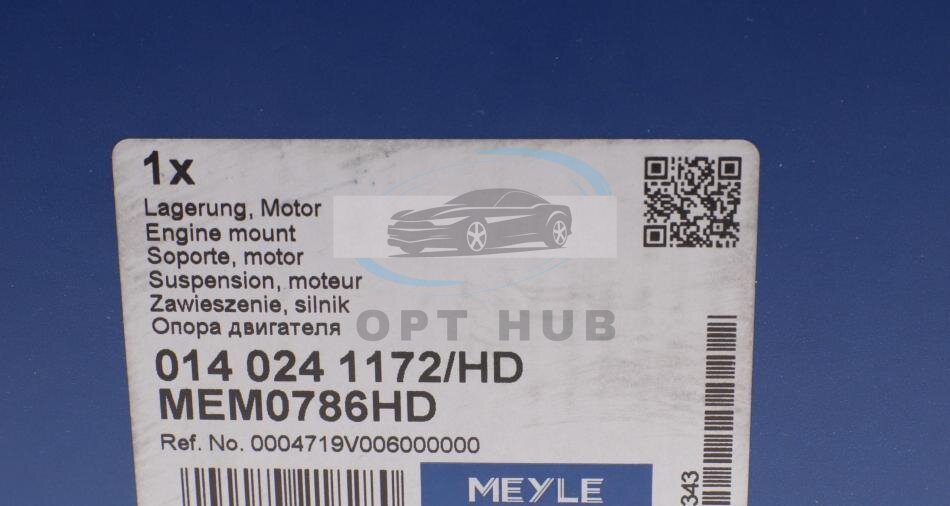 1x
Lagerung, Motor
Engine mount
Soporte, motor
Suspension, moteur
Zawieszenie, silnik
Опора двигателя
OPT HUB
014 024 1172/HD
MEM0786HD
Ref. No. 0004719V006000000
MEYLE
343